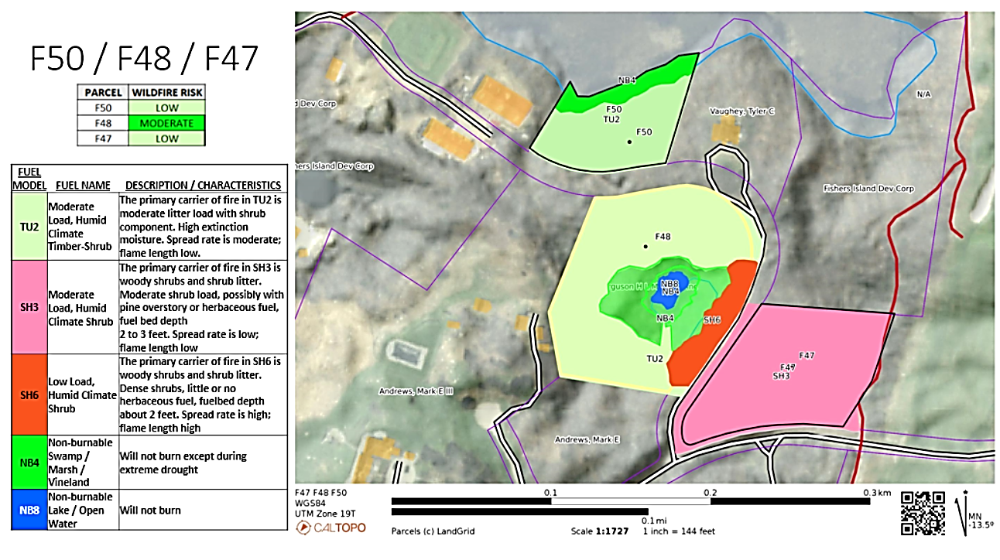 F50 / F48 / F47
PARCEL WILDFIRE RISK
F50 LOW
F48 MODERATE
F47 LOW
FUEL
MODEL FUEL NAME DESCRIPTION / CHARACTERISTICS
TU2
Moderate
Load, Humid
Climate
Timber-Shrub
The primary carrier of fire in TU2 is
moderate litter load with shrub
component. High extinction
moisture. Spread rate is moderate;
flame length low.
SH3
Moderate
Load, Humid
Climate Shrub
The primary carrier of fire in SH3 is
woody shrubs and shrub litter.
Moderate shrub load, possibly with
pine overstory or herbaceous fuel,
fuel bed depth
2 to 3 feet. Spread rate is low;
flame length low
SH6
Low Load,
Humid Climate
Shrub
The primary carrier of fire in SH6 is
woody shrubs and shrub litter.
Dense shrubs, little or no
herbaceous fuel, fuelbed depth
about 2 feet. Spread rate is high;
flame length high
NB4
Non-burnable
Swamp /
Marsh /
Vineland
Will not burn except during
extreme drought
NB8
Non-burnable
Lake / Open
Water
Will not burn
NB4
N/A
d Dev Corp
F50
TU2
Vaughey, Tyler C
F50
hers Island Dev Corp
Fishers Island Dev Corp
F48
NB8
NB4
guson H L
NB4
SH6
TU2
F47
F47
SH3
Andrews, Mark E III
Andrews, Mark E
F47 F48 F50
WGS84
UTM Zone 19T
CALTOPO
0.1 0.2 0.3 km
0.1 mi
Parcels (c) LandGrid
Scale 1:1727 1 inch = 144 feet
MN
-13.5°